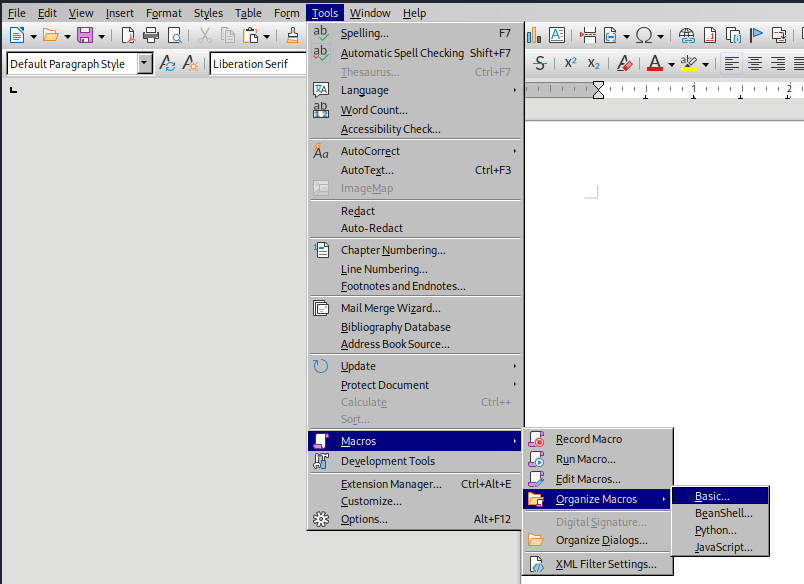 File Edit View Insert Format Styles Table Form Tools Window Help
Default Paragraph Style Liberation Serif
1 2
Spelling... F7
Automatic Spell Checking Shift+F7
Thesaurus... Ctrl+F7
Language
Word Count...
Accessibility Check...
AutoCorrect
AutoText... Ctrl+F3
ImageMap
Redact
Auto-Redact
Chapter Numbering...
Line Numbering...
Footnotes and Endnotes...
Mail Merge Wizard...
Bibliography Database
Address Book Source...
Update
Protect Document
Calculate Ctrl++
Sort...
Macros
Development Tools
Extension Manager... Ctrl+Alt+E
Customize...
Options... Alt+F12
Record Macro
Run Macro...
Edit Macros...
Organize Macros
Digital Signature...
Organize Dialogs...
XML Filter Settings...
Basic...
BeanShell...
Python...
JavaScript...